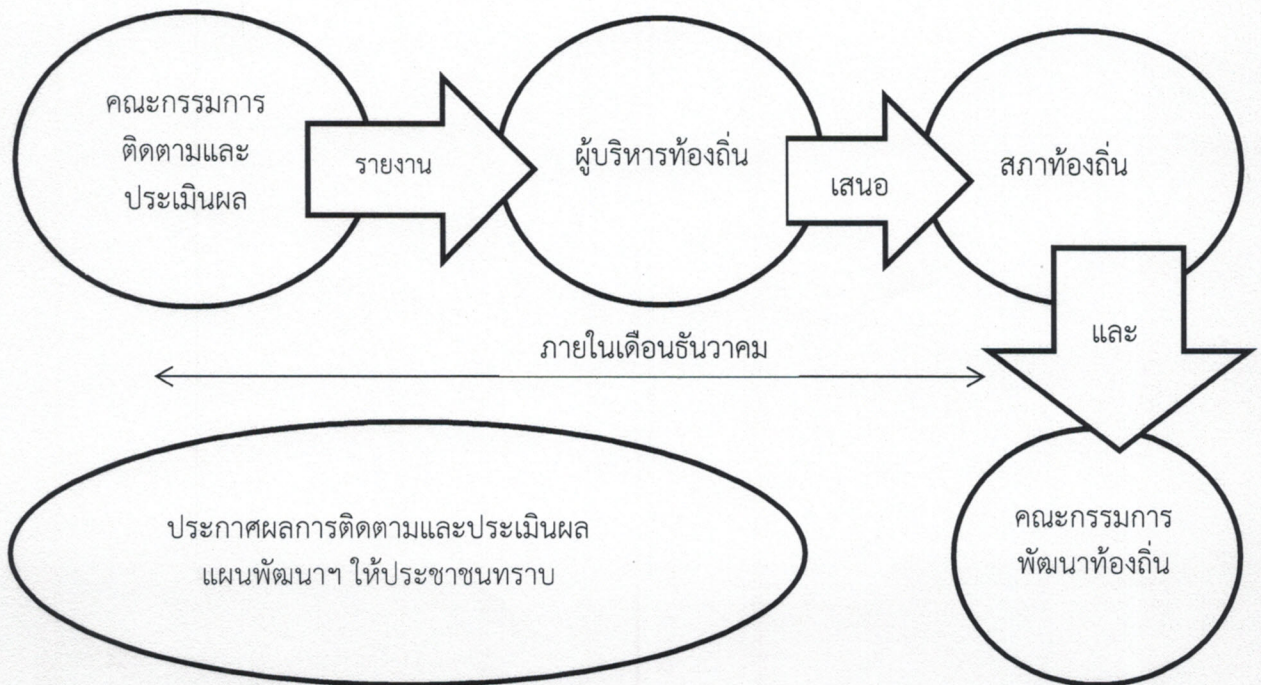 คณะกรรมการ
ติดตามและ
ประเมินผล
รายงาน
ผู้บริหารท้องถิ่น
เสนอ
สภาท้องถิ่น
และ
ภายในเดือนธันวาคม
คณะกรรมการ
พัฒนาท้องถิ่น
ประกาศผลการติดตามและประเมินผล
แผนพัฒนาฯ ให้ประชาชนทราบ